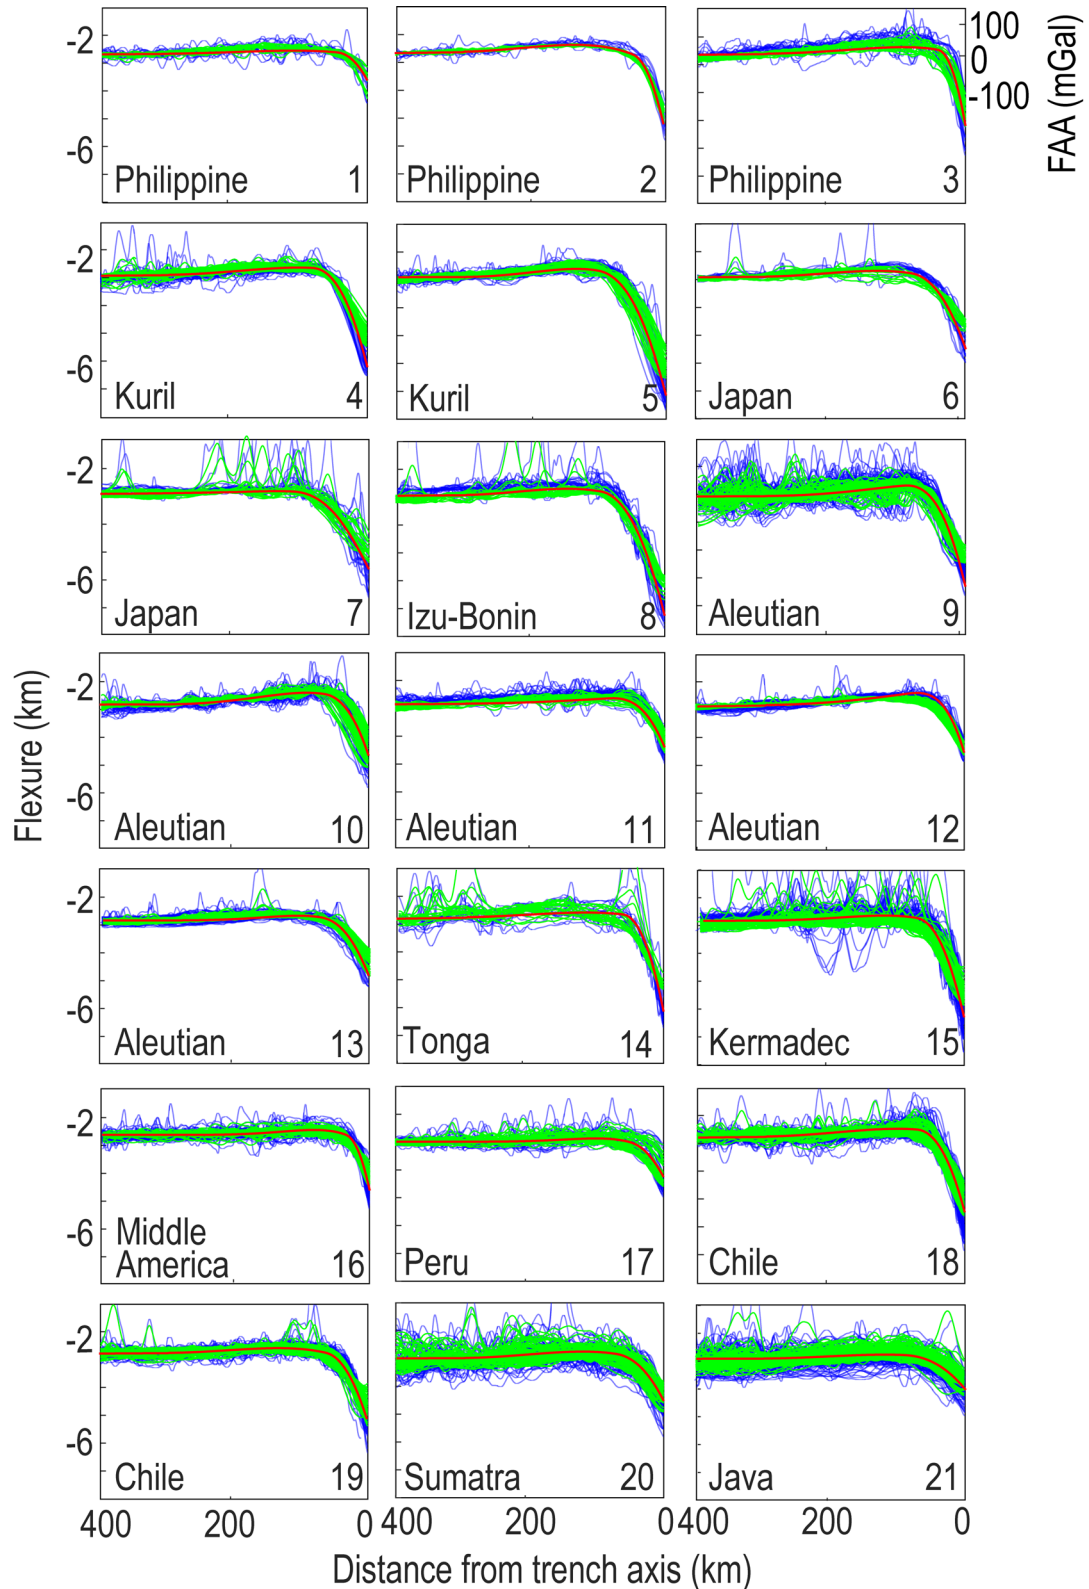 -2
-6
Philippine 1
Philippine 2
Philippine 3
100
0
-100
FAA (mGal)
-2
-6
Kuril 4
Kuril 5
Japan 6
-2
-6
Japan 7
Izu-Bonin 8
Aleutian 9
Flexure (km)
-2
-6
Aleutian 10
Aleutian 11
Aleutian 12
-2
-6
Aleutian 13
Tonga 14
Kermadec 15
-2
-6
Middle
America 16
Peru 17
Chile 18
-2
-6
Chile 19
Sumatra 20
Java 21
400 200 0 200 0 400 200 0
Distance from trench axis (km)